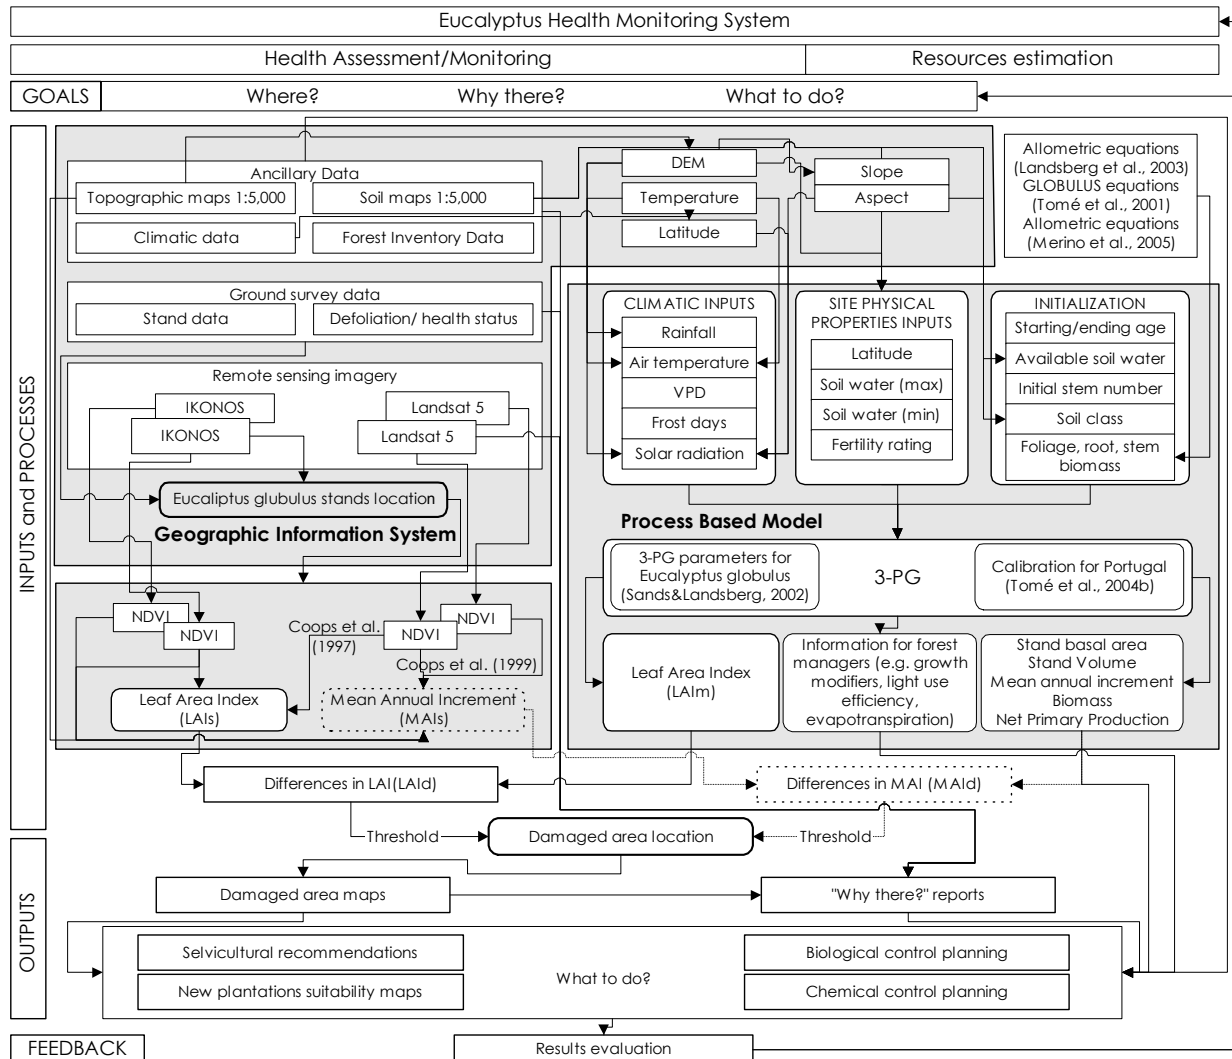 Eucalyptus Health Monitoring System
Health Assessment/Monitoring
Resources estimation
GOALS
Where?
Why there?
What to do?
INPUTS and PROCESSES
Ancillary Data
Topographic maps 1:5,000
Soil maps 1:5,000
Climatic data
Forest Inventory Data
DEM
Temperature
Latitude
Slope
Aspect
Allometric equations
(Landsberg et al., 2003)
GLOBULUS equations
(Tomé et al., 2001)
Allometric equations
(Merino et al., 2005)
Ground survey data
Stand data
Defoliation/ health status
Remote sensing imagery
IKONOS
IKONOS
Landsat 5
Landsat 5
Eucaliptus glubulus stands location
Geographic Information System
CLIMATIC INPUTS
Rainfall
Air temperature
VPD
Frost days
Solar radiation
SITE PHYSICAL
PROPERTIES INPUTS
Latitude
Soil water (max)
Soil water (min)
Fertility rating
INITIALIZATION
Starting/ending age
Available soil water
Initial stem number
Soil class
Foliage, root, stem
biomass
Process Based Model
3-PG parameters for
Eucalyptus globulus
(Sands&Landsberg, 2002)
3-PG
Calibration for Portugal
(Tomé et al., 2004b)
NDVI
NDVI
Coops et al.
(1997)
NDVI
NDVI
Coops et al. (1999)
Leaf Area Index
(LAIs)
Mean Annual Increment
(MAIs)
Leaf Area Index
(LAIm)
Information for forest
managers (e.g. growth
modifiers, light use
efficiency,
evapotranspiration)
Stand basal area
Stand Volume
Mean annual increment
Biomass
Net Primary Production
Differences in LAI(LAId)
Differences in MAI (MAId)
Threshold
Damaged area location
Threshold
OUTPUTS
Damaged area maps
"Why there?" reports
Selvicultural recommendations
New plantations suitability maps
What to do?
Biological control planning
Chemical control planning
FEEDBACK
Results evaluation